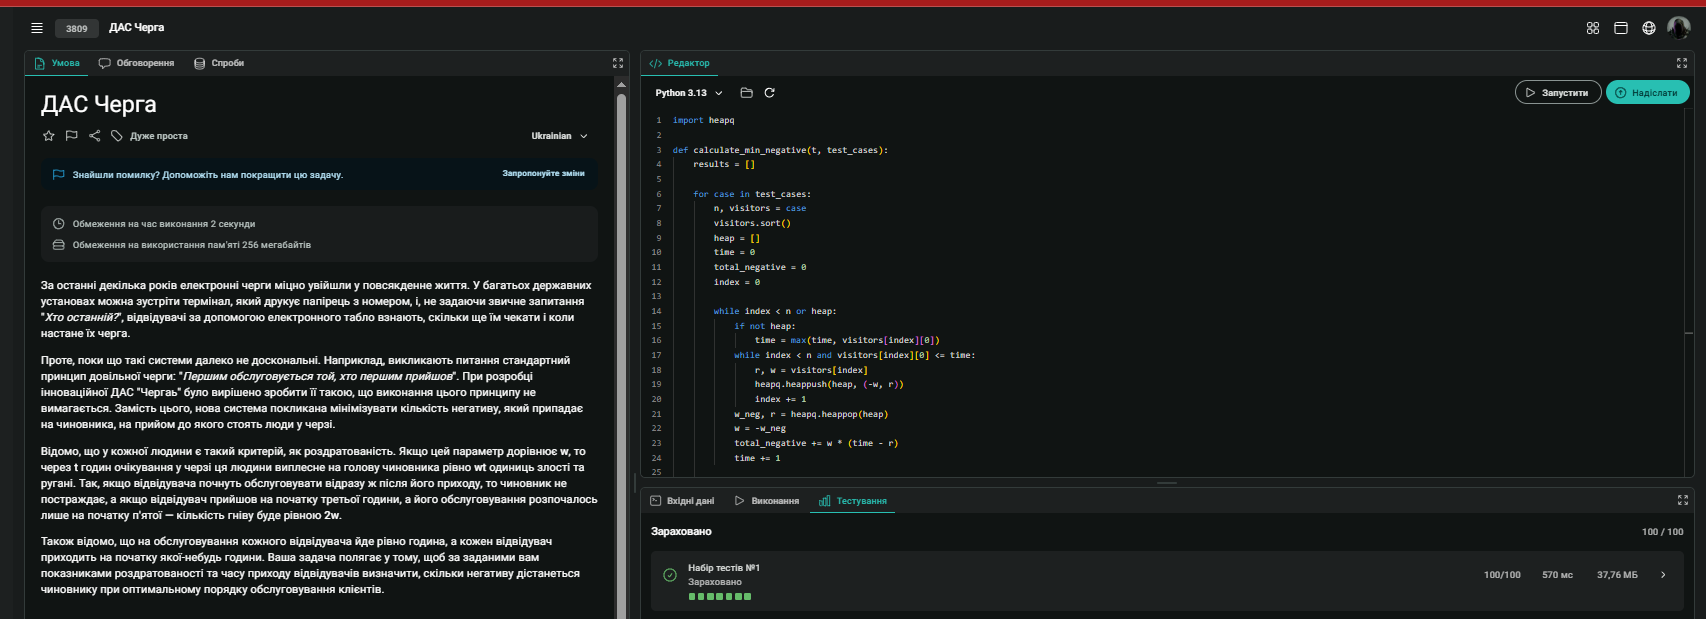 3809 ДАС Черга
Умова Обговорення Спроби
ДАС Черга
Дуже проста Ukrainian
Знайшли помилку? Допоможіть нам покращити цю задачу. Запропонуйте зміни
Обмеження на час виконання 2 секунди
Обмеження на використання пам'яті 256 мегабайтів
За останні декілька років електронні черги міцно увійшли у повсякденне життя. У багатьох державних
установах можна зустріти термінал, який друкує папірець з номером, і, не задаючи звичне запитання
"Хто останній?", відвідувачі за допомогою електронного табло взнають, скільки ще їм чекати і коли
настане їх черга.
Проте, поки що такі системи далеко не досконалі. Наприклад, викликають питання стандартний
принцип довільної черги: "Першим обслуговується той, хто першим прийшов". При розробці
інноваційної ДАС "Чергаь" було вирішено зробити її такою, що виконання цього принципу не
вимагається. Замість цього, нова система покликана мінімізувати кількість негативу, який припадає
на чиновника, на прийом до якого стоять люди у черзі.
Відомо, що у кожної людини є такий критерій, як роздратованість. Якщо цей параметр дорівнює w, то
через t годин очікування у черзі ця людини виплесне на голову чиновника рівно wt одиниць злості та
ругані. Так, якщо відвідувача почнуть обслуговувати відразу ж після його приходу, то чиновник не
постраждає, а якщо відвідувач прийшов на початку третьої години, а його обслуговування розпочалось
лише на початку п'ятої — кількість гніву буде рівною 2w.
Також відомо, що на обслуговування кожного відвідувача йде рівно година, а кожен відвідувач
приходить на початку якої-небудь години. Ваша задача полягає у тому, щоб за заданими вам
показниками роздратованості та часу приходу відвідувачів визначити, скільки негативу дістанеться
чиновнику при оптимальному порядку обслуговування клієнтів.
Редактор
Python 3.13 Запустити Надіслати
1 import heapq
2
3 def calculate_min_negative(t, test_cases):
4 results = []
5
6 for case in test_cases:
7 n, visitors = case
8 visitors.sort()
9 heap = []
10 time = 0
11 total_negative = 0
12 index = 0
13
14 while index < n or heap:
15 if not heap:
16 time = max(time, visitors[index][0])
17 while index < n and visitors[index][0] <= time:
18 r, w = visitors[index]
19 heapq.heappush(heap, (-w, r))
20 index += 1
21 w_neg, r = heapq.heappop(heap)
22 w = -w_neg
23 total_negative += w * (time - r)
24 time += 1
25
Вхідні дані Виконання Тестування
Зараховано 100 / 100
Набір тестів №1
Зараховано
100/100 570 мс 37,76 МБ